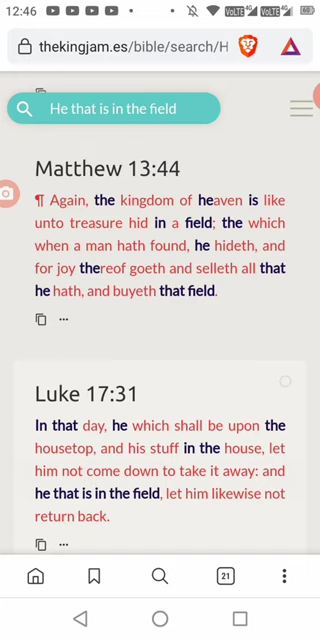 12:46
thekingjam.es/bible/search/H
He that is in the field
Matthew 13:44
¶ Again, the kingdom of heaven is like
unto treasure hid in a field; the which
when a man hath found, he hideth, and
for joy thereof goeth and selleth all that
he hath, and buyeth that field.
Luke 17:31
In that day, he which shall be upon the
housetop, and his stuff in the house, let
him not come down to take it away: and
he that is in the field, let him likewise not
return back.
21